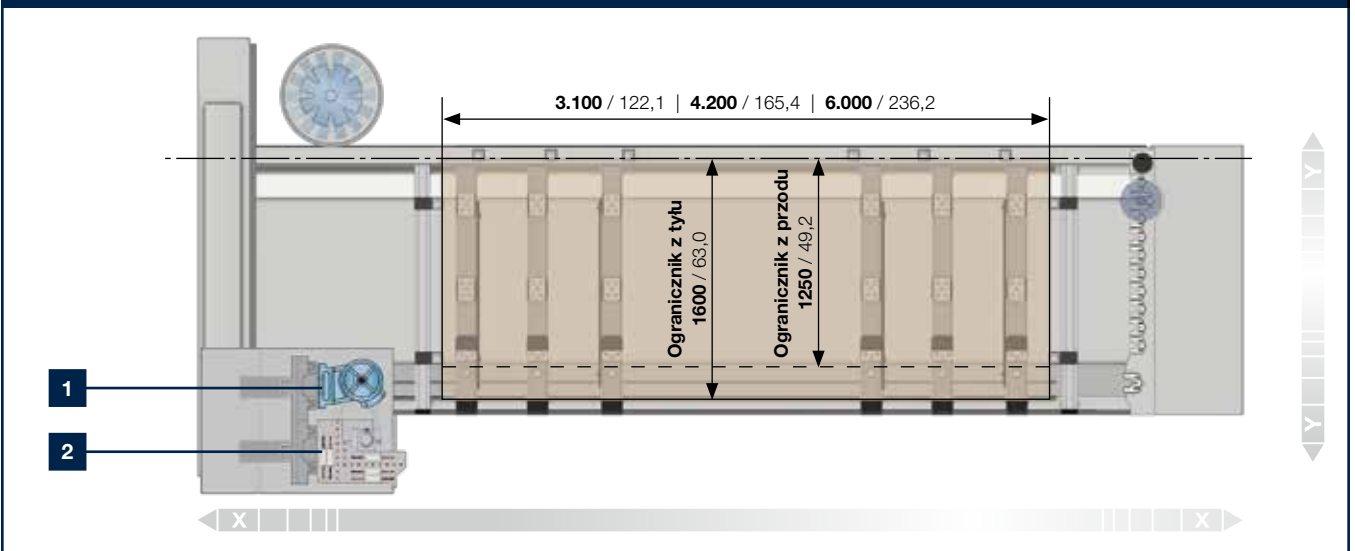 3.100 / 122,1 | 4.200 / 165,4 | 6.000 / 236,2
Ogranicznik z tyłu
1600 / 63,0
Ogranicznik z przodu
1250 / 49,2
Y
Y
1
2
X
X